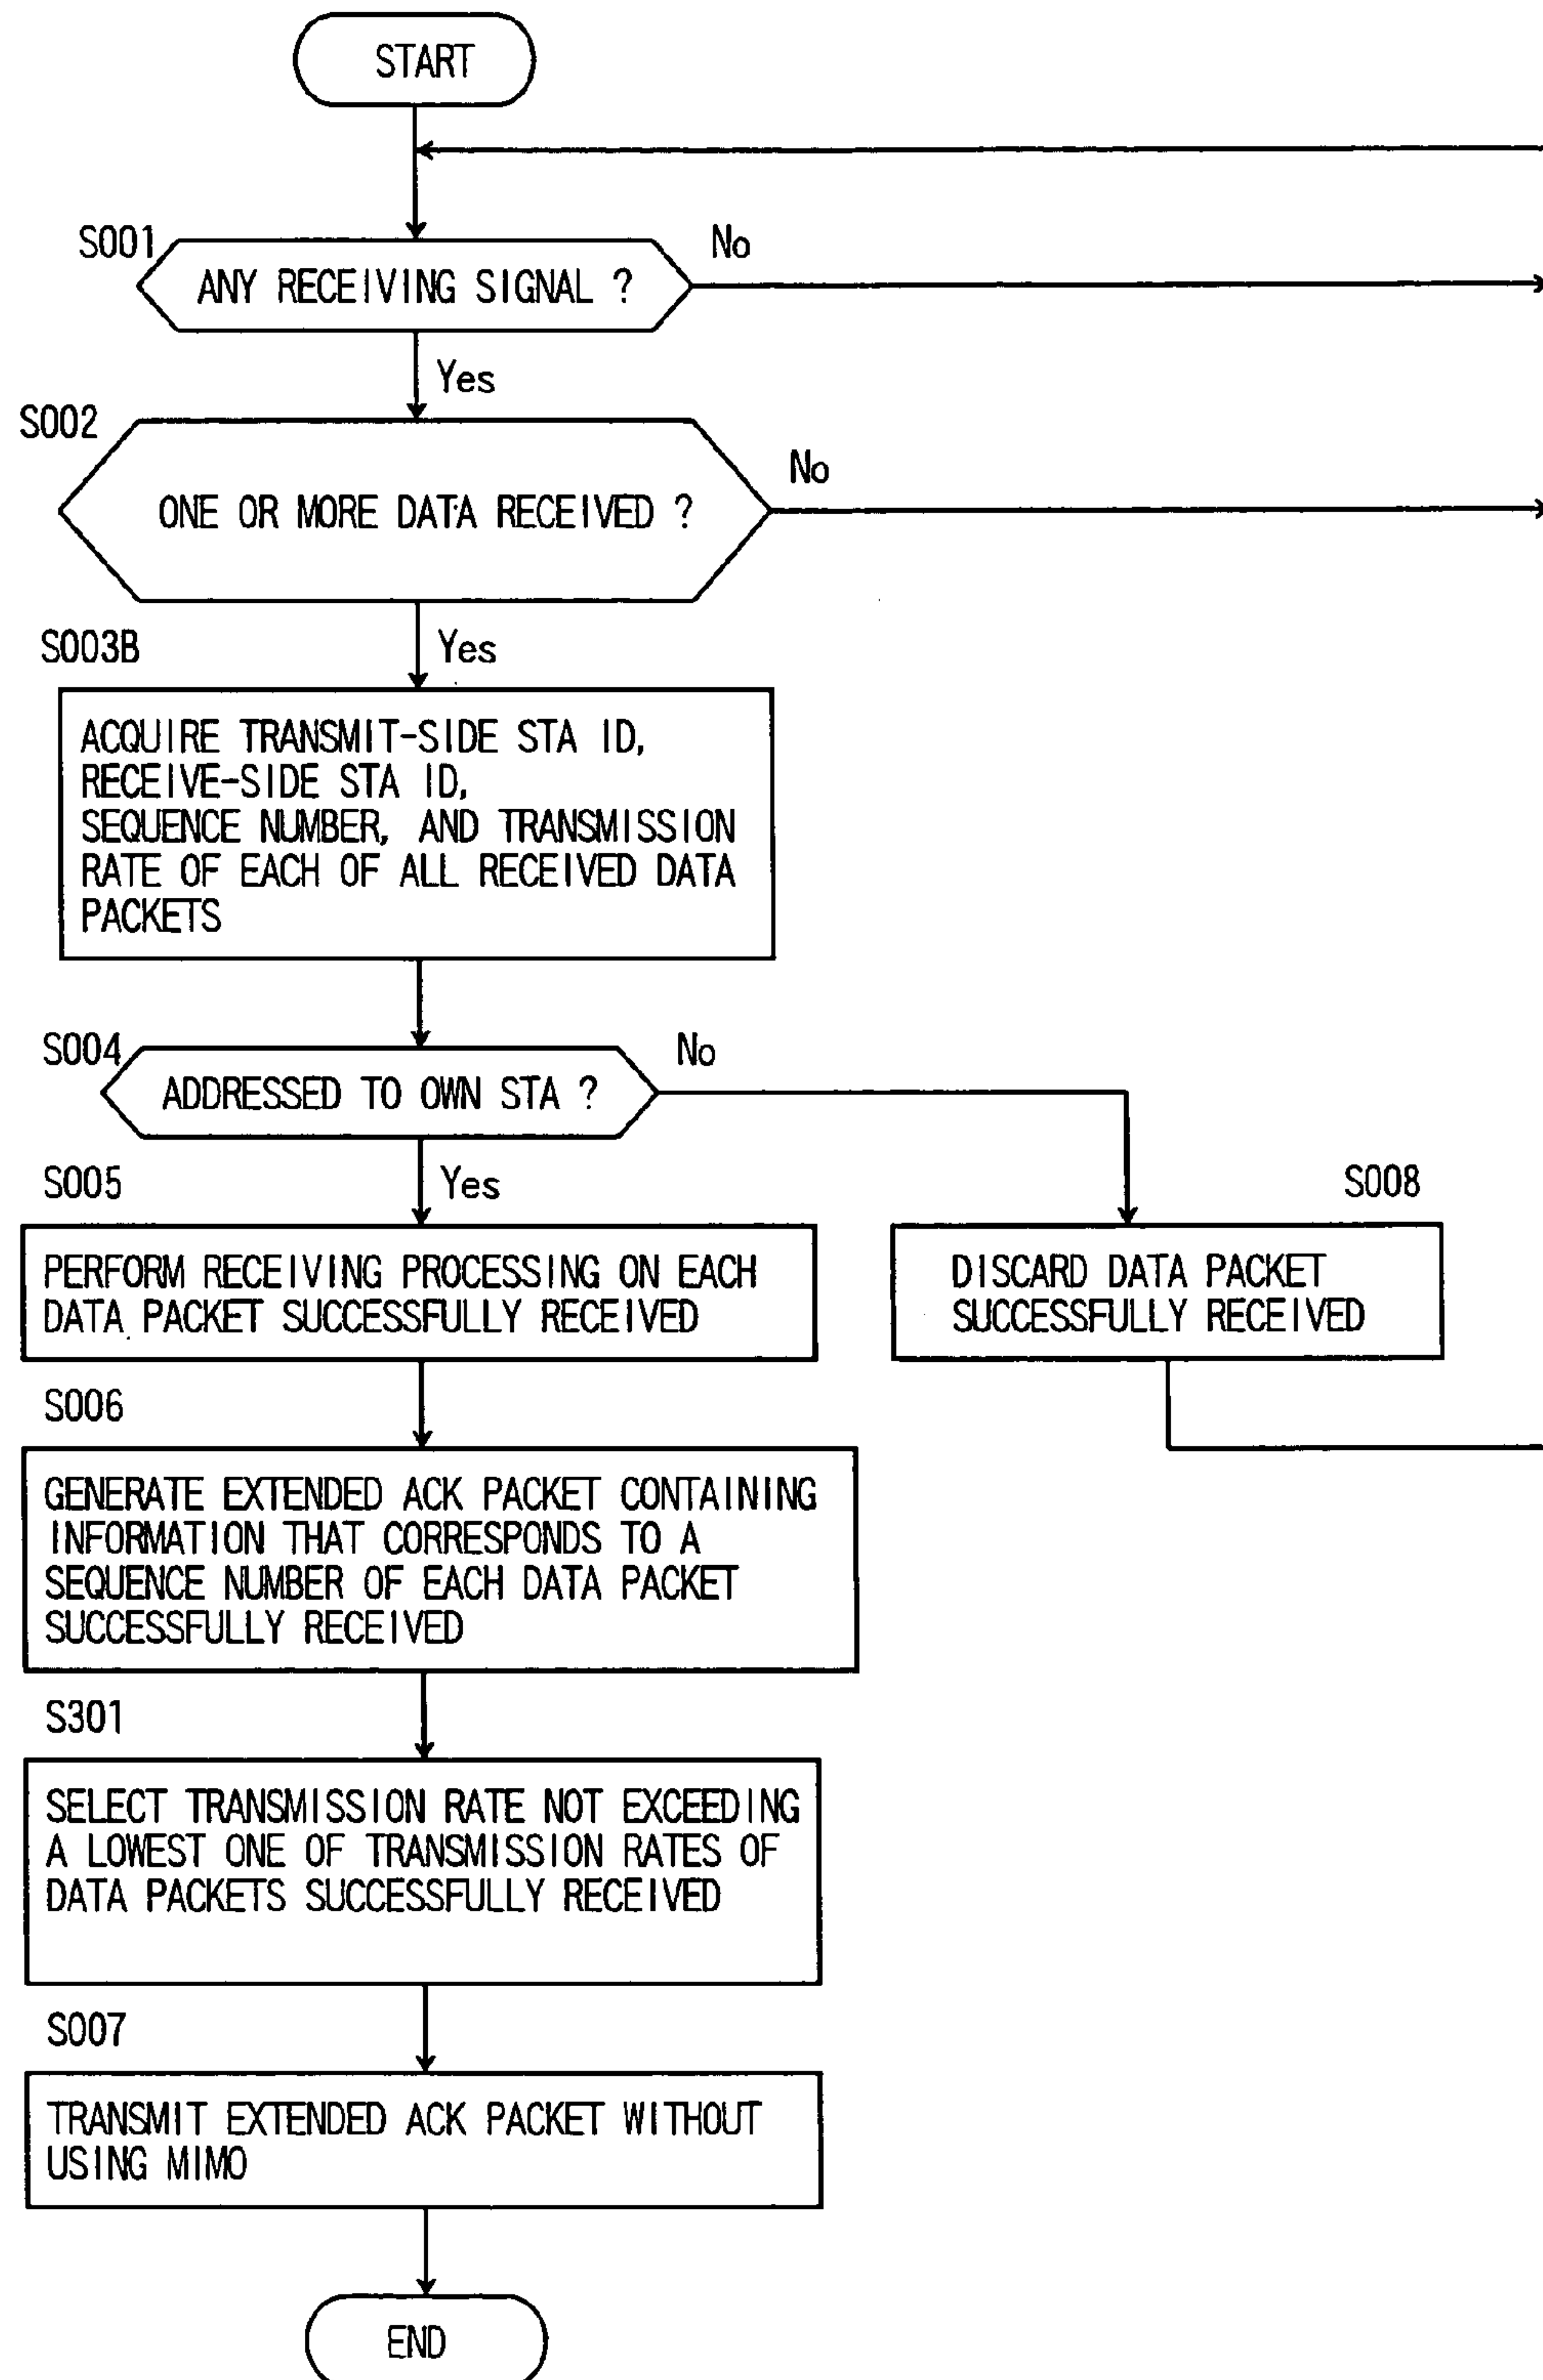 START
S001
No
ANY RECEIVING SIGNAL ?
Yes
S002
No
ONE OR MORE DATA RECEIVED ?
S003B
Yes
ACQUIRE TRANSMIT-SIDE STA ID,
RECEIVE-SIDE STA ID,
SEQUENCE NUMBER, AND TRANSMISSION
RATE OF EACH OF ALL RECEIVED DATA
PACKETS
S004
No
ADDRESSED TO OWN STA ?
S005
Yes
S008
PERFORM RECEIVING PROCESSING ON EACH
DATA PACKET SUCCESSFULLY RECEIVED
DISCARD DATA PACKET
SUCCESSFULLY RECEIVED
S006
GENERATE EXTENDED ACK PACKET CONTAINING
INFORMATION THAT CORRESPONDS TO A
SEQUENCE NUMBER OF EACH DATA PACKET
SUCCESSFULLY RECEIVED
S301
SELECT TRANSMISSION RATE NOT EXCEEDING
A LOWEST ONE OF TRANSMISSION RATES OF
DATA PACKETS SUCCESSFULLY RECEIVED
S007
TRANSMIT EXTENDED ACK PACKET WITHOUT
USING MIMO
END